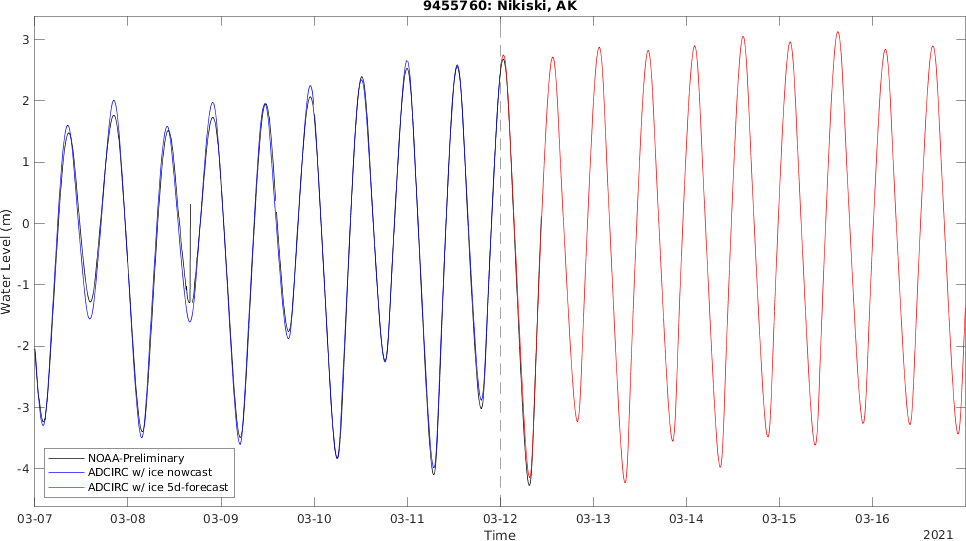 9455760: Nikiski, AK
Water Level (m)
3
2
1
0
-1
-2
-3
-4
NOAA-Preliminary
ADCIRC w/ ice nowcast
ADCIRC w/ ice 5d-forecast
03-07 03-08 03-09 03-10 03-11 03-12 03-13 03-14 03-15 03-16
Time
2021